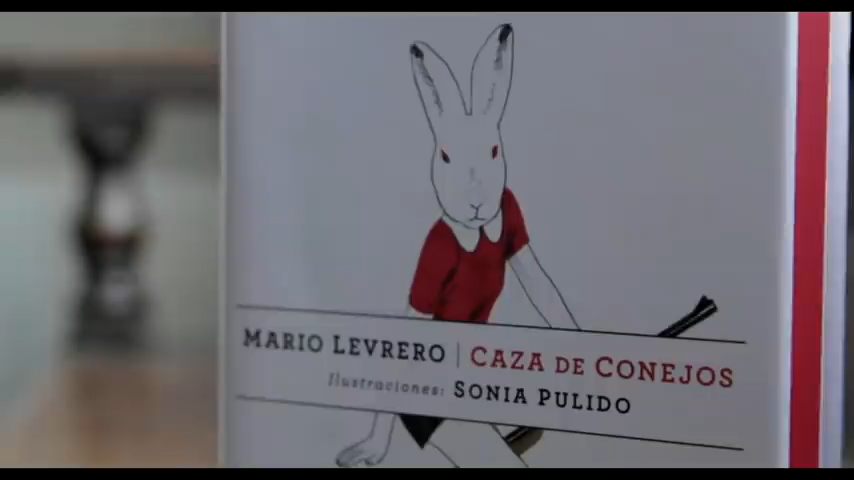 MARIO LEVRERO | CAZA DE CONEJOS
Ilustraciones: SONIA PULIDO